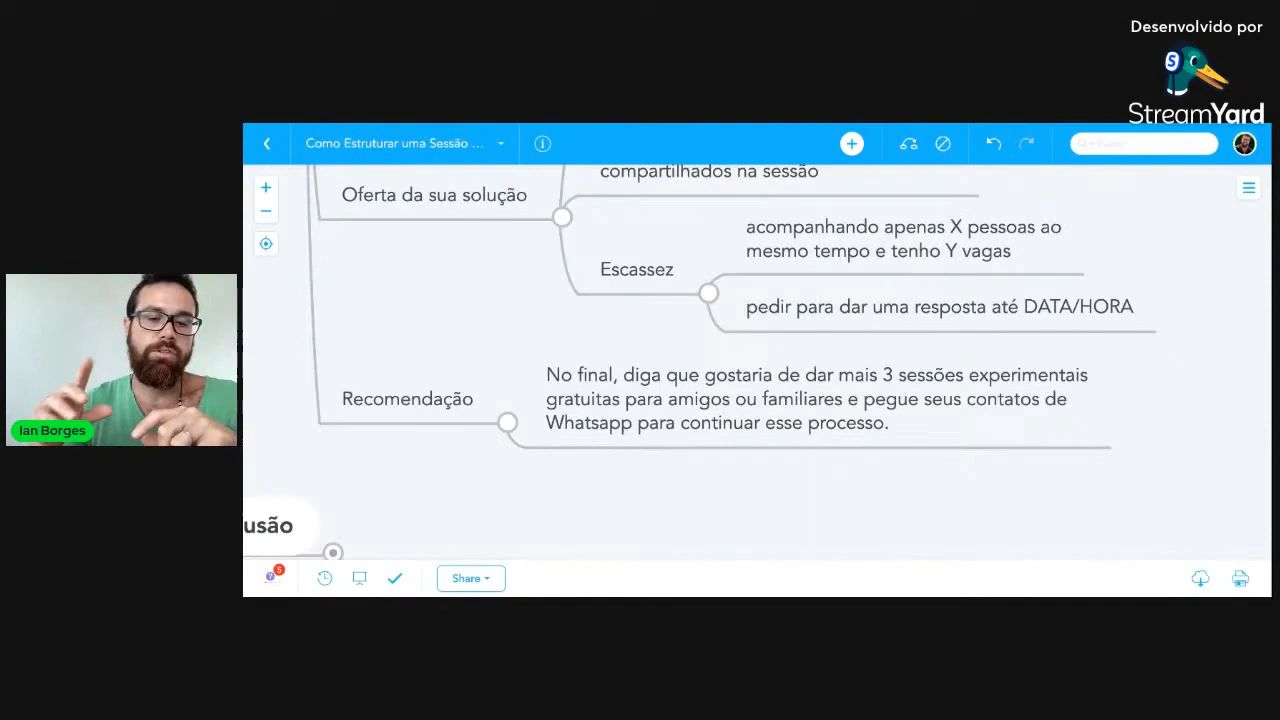 Desenvolvido por
StreamYard
Como Estruturar uma Sessão ...
compartilhados na sessão
Oferta da sua solução
acompanhando apenas X pessoas ao
mesmo tempo e tenho Y vagas
Escassez
pedir para dar uma resposta até DATA/HORA
No final, diga que gostaria de dar mais 3 sessões experimentais
Recomendação
gratuitas para amigos ou familiares e pegue seus contatos de
Whatsapp para continuar esse processo.
Ian Borges
usão
5
Share